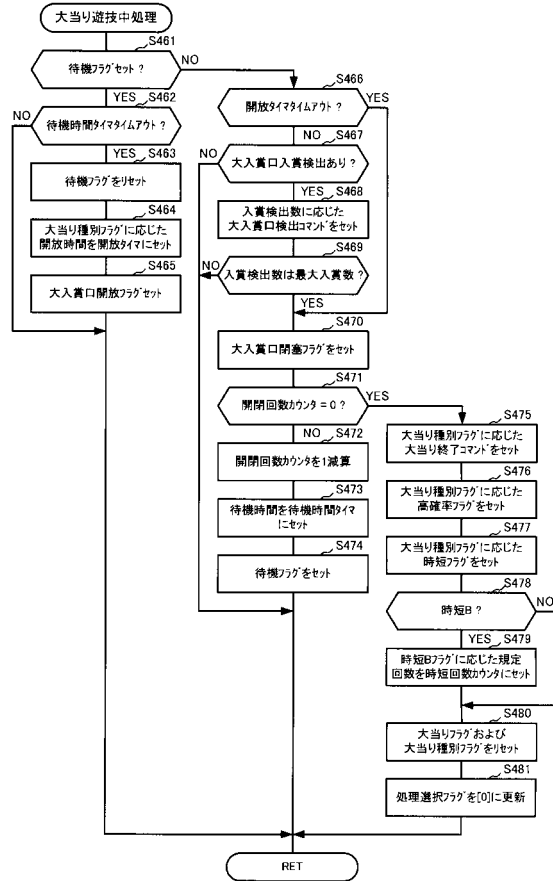 大当り遊技中処理
S461
待機フラグセット？
NO
YES
S462
NO
待機時間タイマタイムアウト？
YES
S463
待機フラグをリセット
S464
大当り種別フラグに応じた
開放時間を開放タイマにセット
S465
大入賞口開放フラグセット
S466
開放タイマタイムアウト？
YES
NO
S467
NO
大入賞口入賞検出あり？
YES
S468
入賞検出数に応じた
大入賞口検出コマンドをセット
S469
NO
入賞検出数は最大入賞数？
YES
S470
大入賞口閉塞フラグをセット
S471
開閉回数カウンタ＝0？
YES
NO
S472
開閉回数カウンタを1減算
S473
待機時間を待機時間タイマ
にセット
S474
待機フラグをセット
S475
大当り種別フラグに応じた
大当り終了コマンドをセット
S476
大当り種別フラグに応じた
高確率フラグをセット
S477
大当り種別フラグに応じた
時短フラグをセット
S478
時短B？
NO
YES
S479
時短Bフラグに応じた規定
回数を時短回数カウンタにセット
S480
大当りフラグおよび
大当り種別フラグをリセット
S481
処理選択フラグを[0]に更新
RET